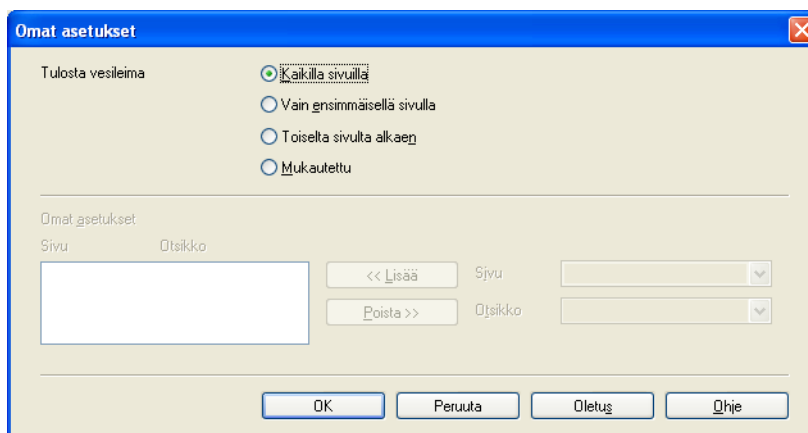 Omat asetukset
Tulosta vesileima
Kaikilla sivuilla
Vain ensimmäisellä sivulla
Toiselta sivulta alkaen
Mukautettu
Omat asetukset
Sivu Otsikko
<< Lisää Sivu
Poista >> Otsikko
OK Peruuta Oletus Ohje